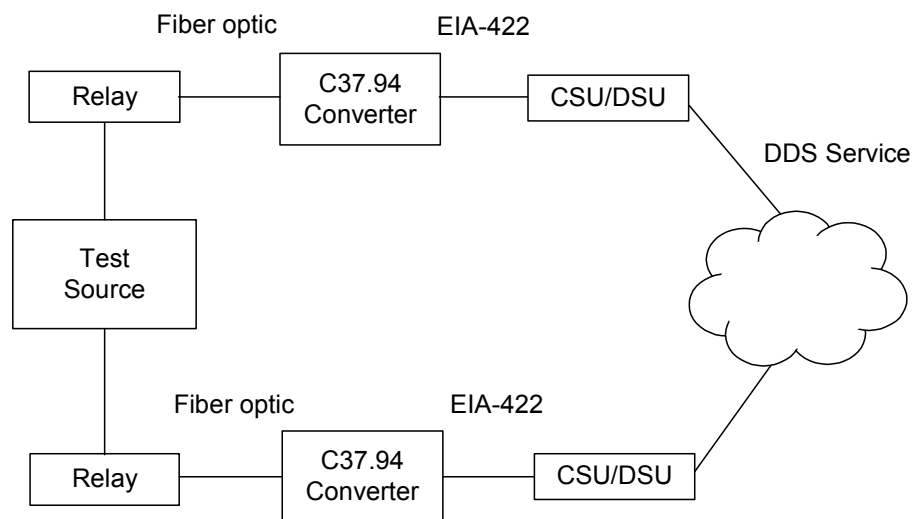 Fiber optic
EIA-422
Relay
C37.94
Converter
CSU/DSU
DDS Service
Test
Source
Fiber optic
EIA-422
Relay
C37.94
Converter
CSU/DSU